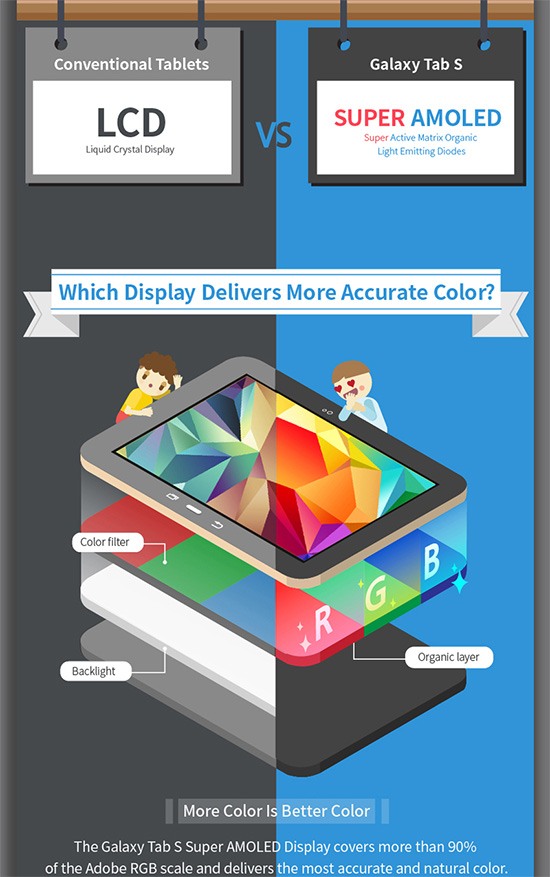 Conventional Tablets
LCD
Liquid Crystal Display
VS
Galaxy Tab S
SUPER AMOLED
Super Active Matrix Organic
Light Emitting Diodes
Which Display Delivers More Accurate Color?
Color filter
R G B
Backlight
Organic layer
More Color Is Better Color
The Galaxy Tab S Super AMOLED Display covers more than 90%
of the Adobe RGB scale and delivers the most accurate and natural color.